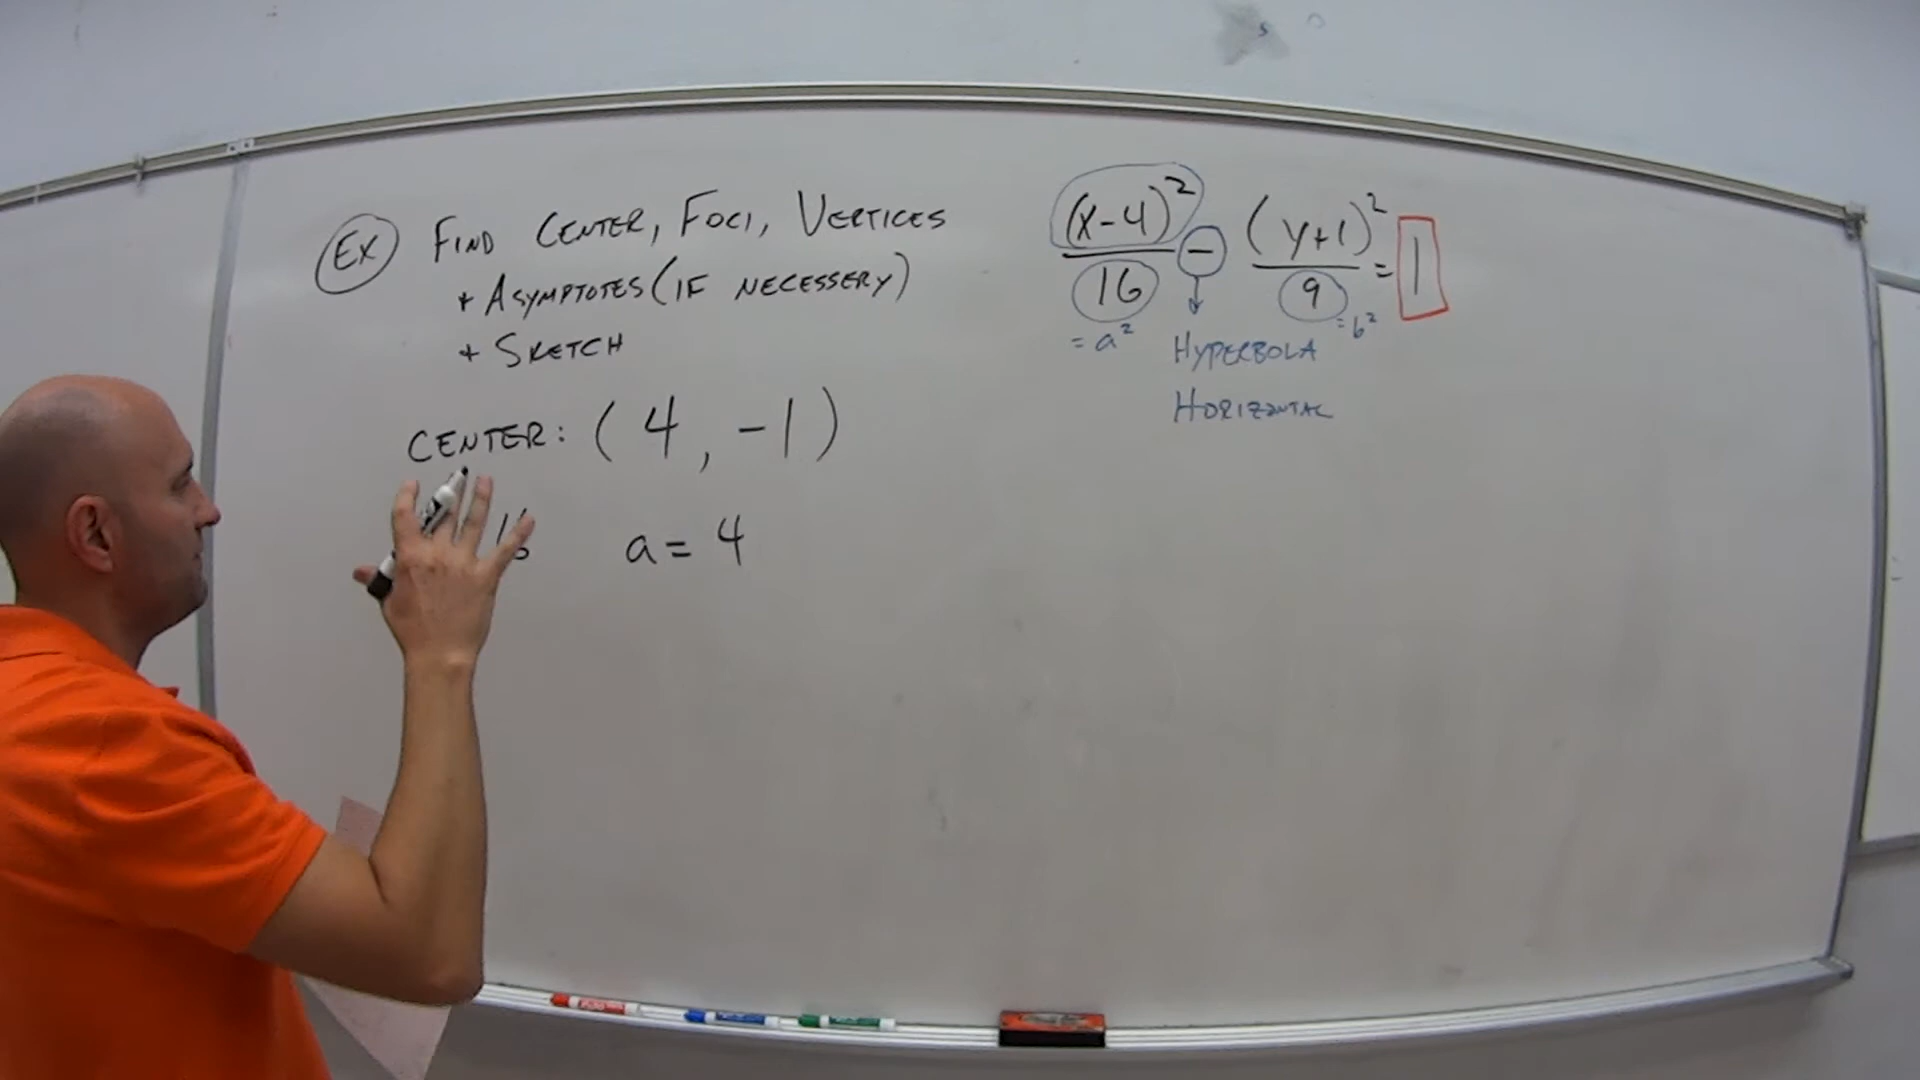 EX FIND CENTER, FOCI, VERTICES
+ ASYMPTOTES (IF NECESSERY)
+ SKETCH
CENTER: (4, -1)
16 a = 4
(x-4)² / 16 - (y+1)² / 9 = 1
= a² = b²
HYPERBOLA
HORIZONTAL